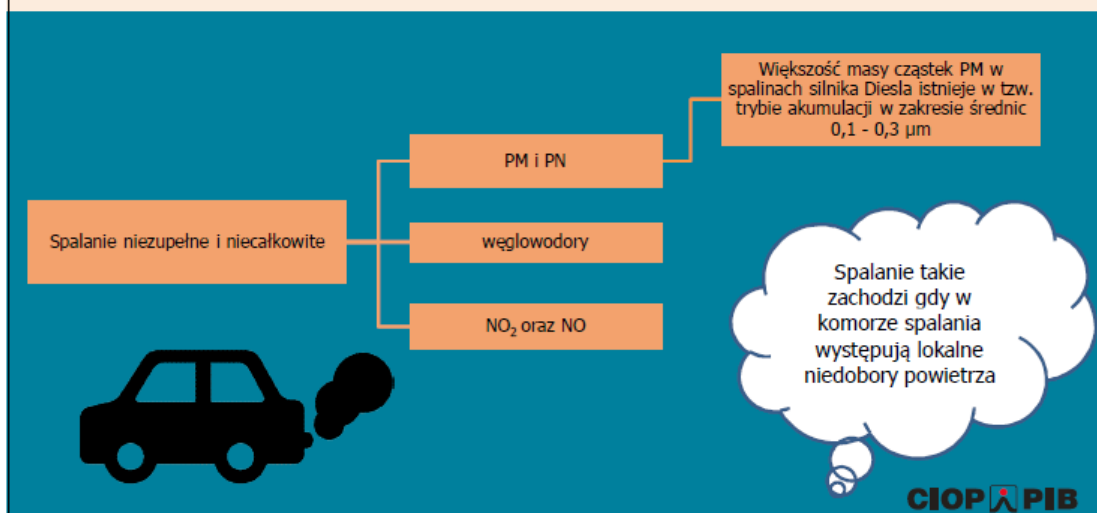 Większość masy cząstek PM w
spalinach silnika Diesla istnieje w tzw.
trybie akumulacji w zakresie średnic
0,1 - 0,3 µm
PM i PN
Spalanie niezupełne i niecałkowite
węglowodory
NO₂ oraz NO
Spalanie takie
zachodzi gdy w
komorze spalania
występują lokalne
niedobory powietrza
CIOP PIB